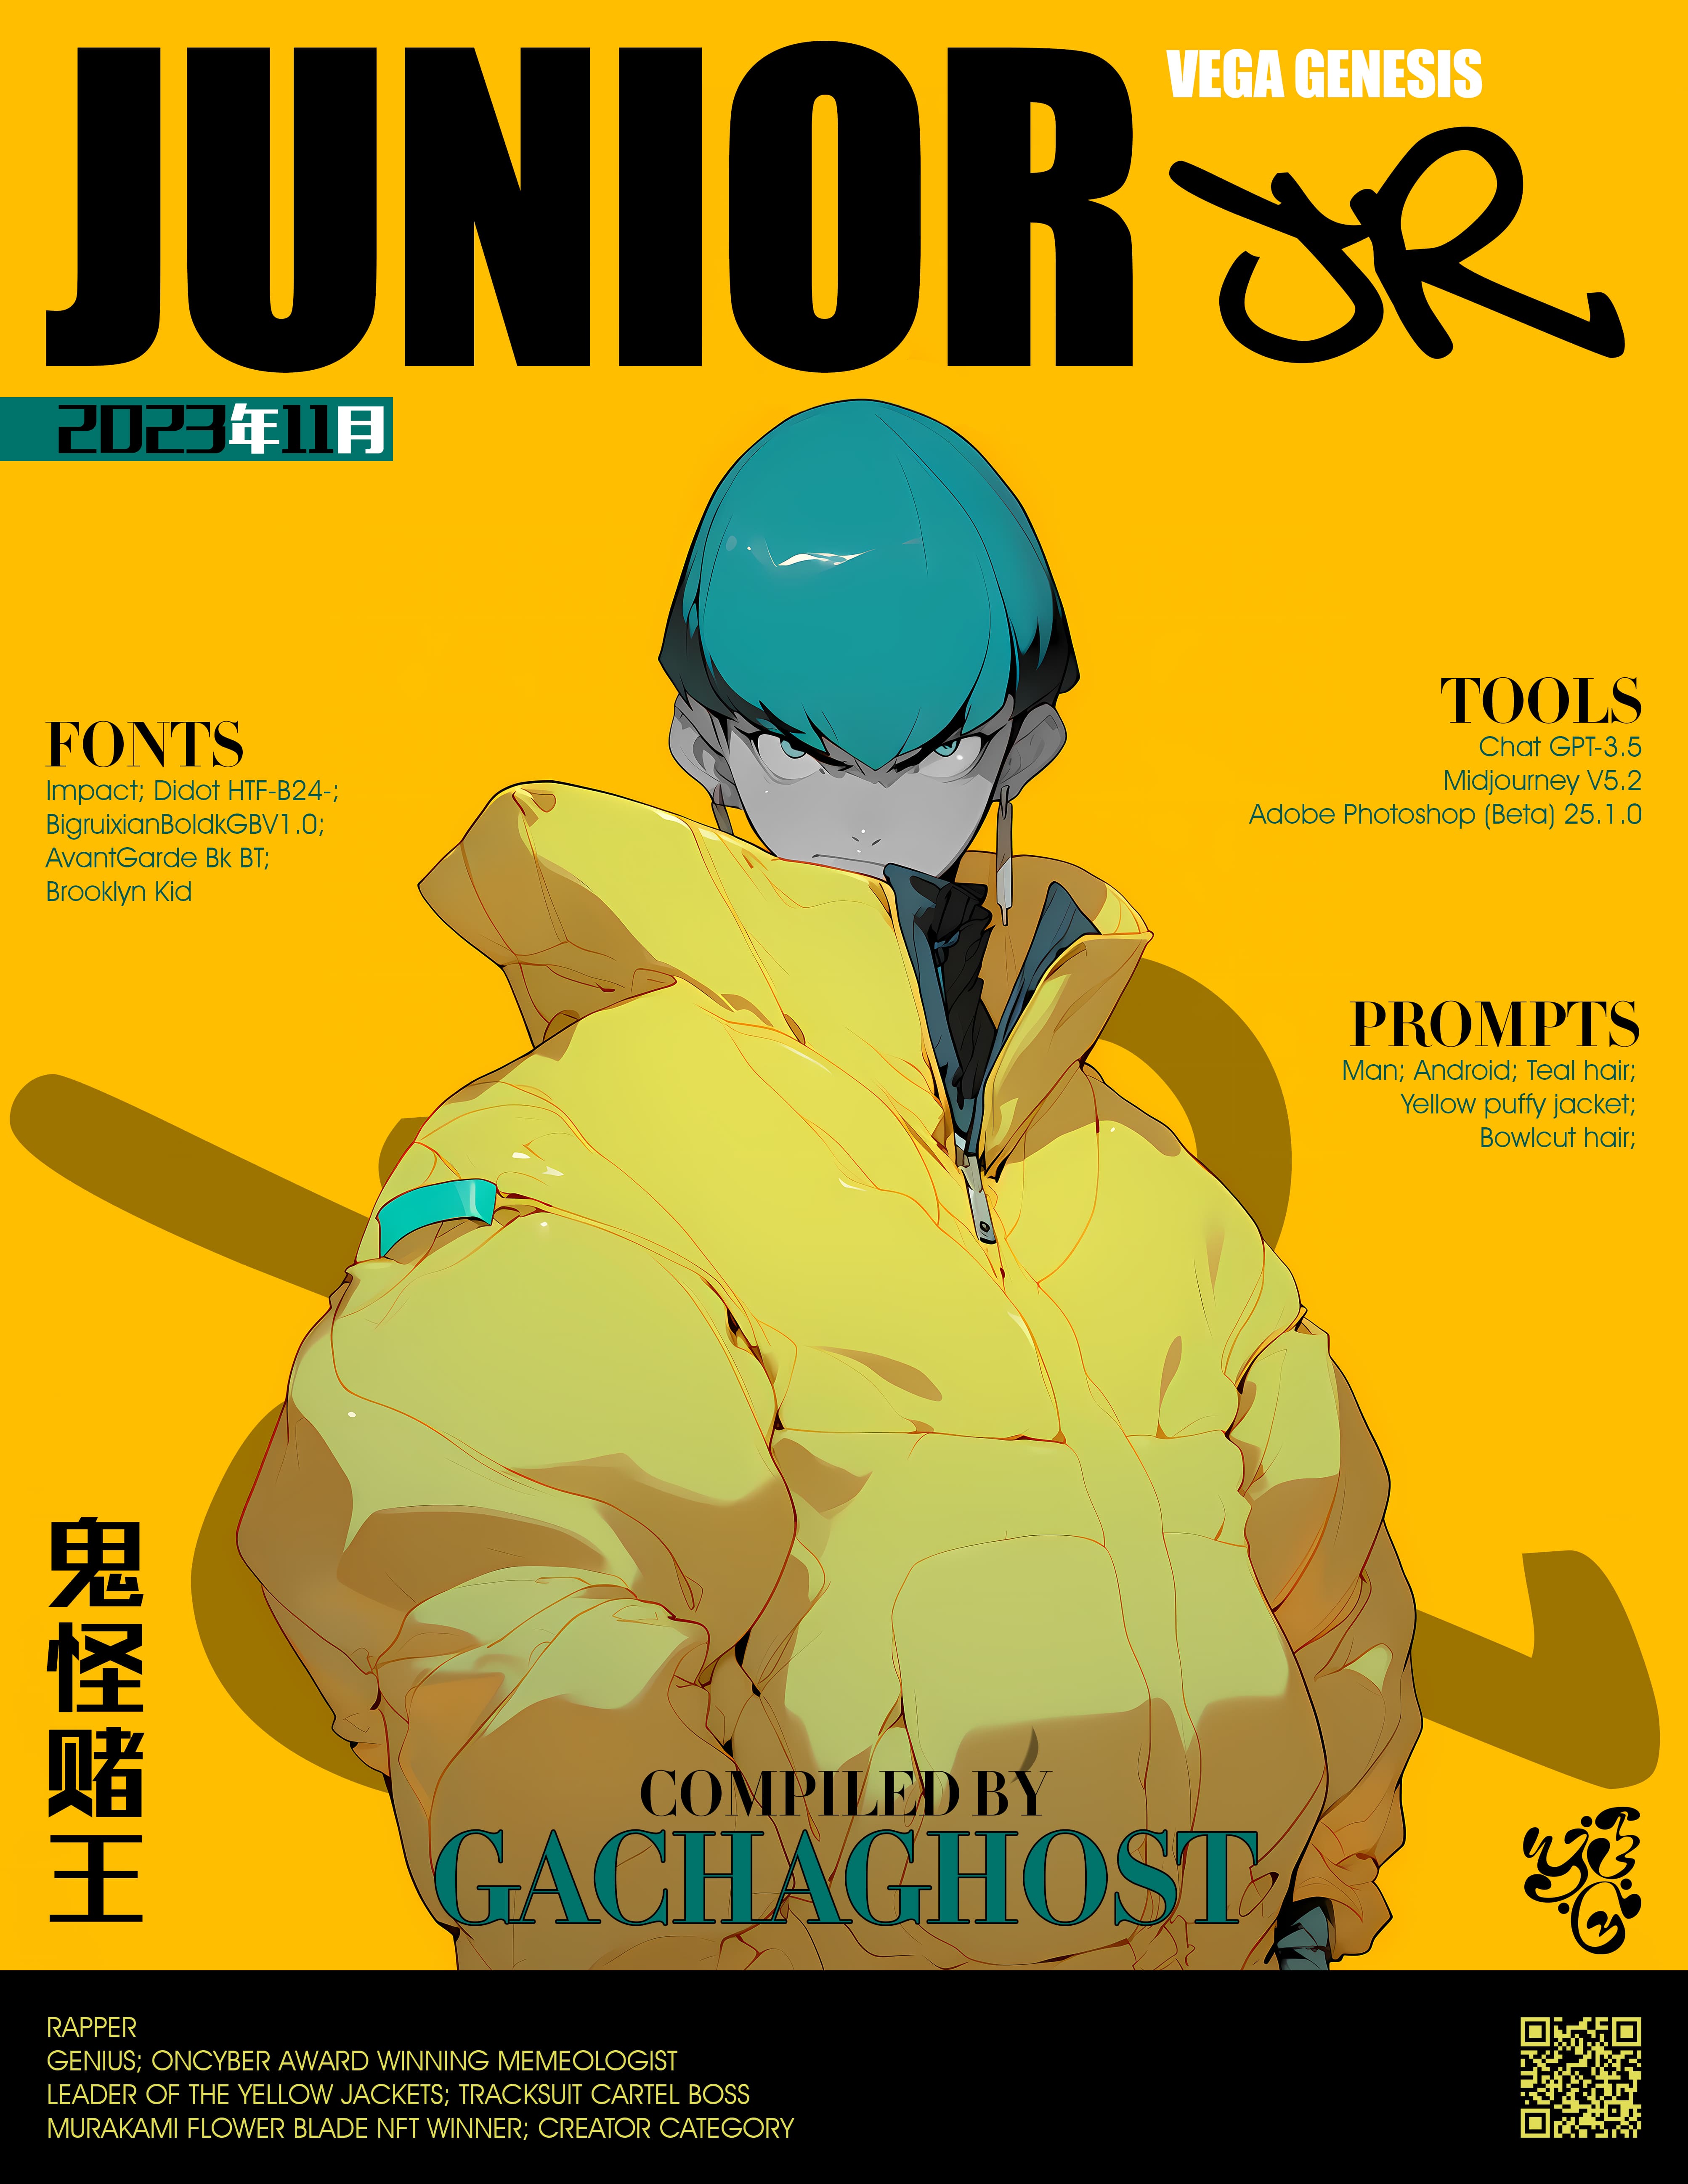 JUNIOR
VEGA GENESIS
JR
2023年11月
FONTS
Impact; Didot HTF-B24-;
BigruixianBoldkGBV1.0;
AvantGarde Bk BT;
Brooklyn Kid
TOOLS
Chat GPT-3.5
Midjourney V5.2
Adobe Photoshop (Beta) 25.1.0
PROMPTS
Man; Android; Teal hair;
Yellow puffy jacket;
Bowlcut hair;
鬼怪赌王
COMPILED BY
GACHAGHOST
RAPPER
GENIUS; ONCYBER AWARD WINNING MEMEOLOGIST
LEADER OF THE YELLOW JACKETS; TRACKSUIT CARTEL BOSS
MURAKAMI FLOWER BLADE NFT WINNER; CREATOR CATEGORY